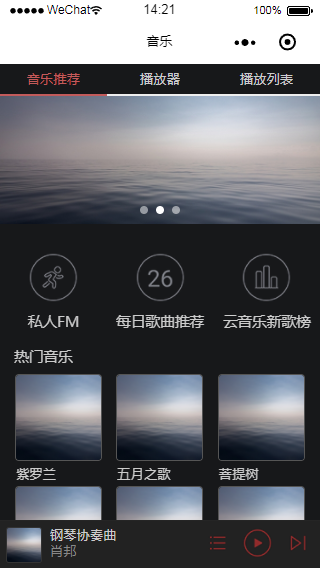 WeChat 14:21 100%
音乐
音乐推荐 播放器 播放列表
26
私人FM 每日歌曲推荐 云音乐新歌榜
热门音乐
紫罗兰 五月之歌 菩提树
钢琴协奏曲
肖邦